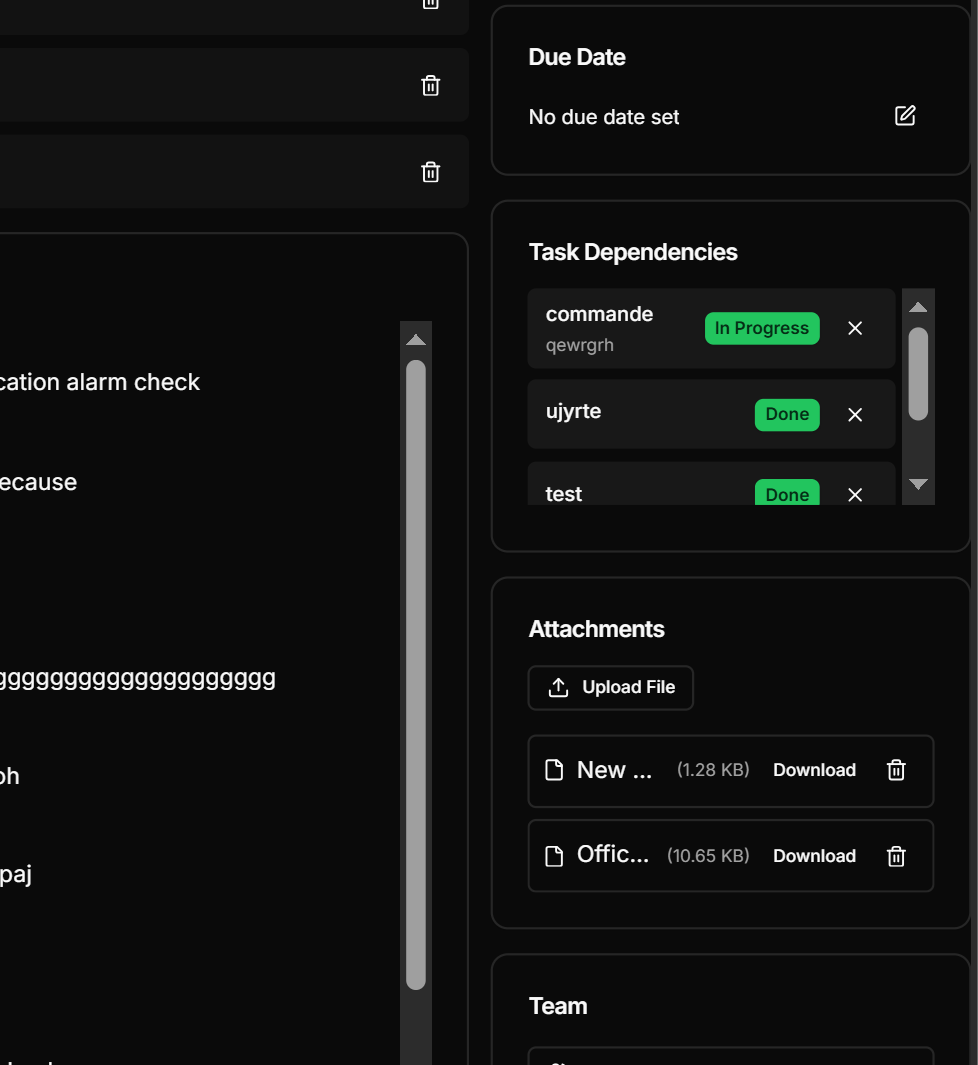 cation alarm check
ecause
ggggggggggggggggggg
oh
paj
Due Date
No due date set
Task Dependencies
commande
In Progress
qewrgrh
ujyrte
Done
test
Done
Attachments
Upload File
New ...
(1.28 KB)
Download
Offic...
(10.65 KB)
Download
Team